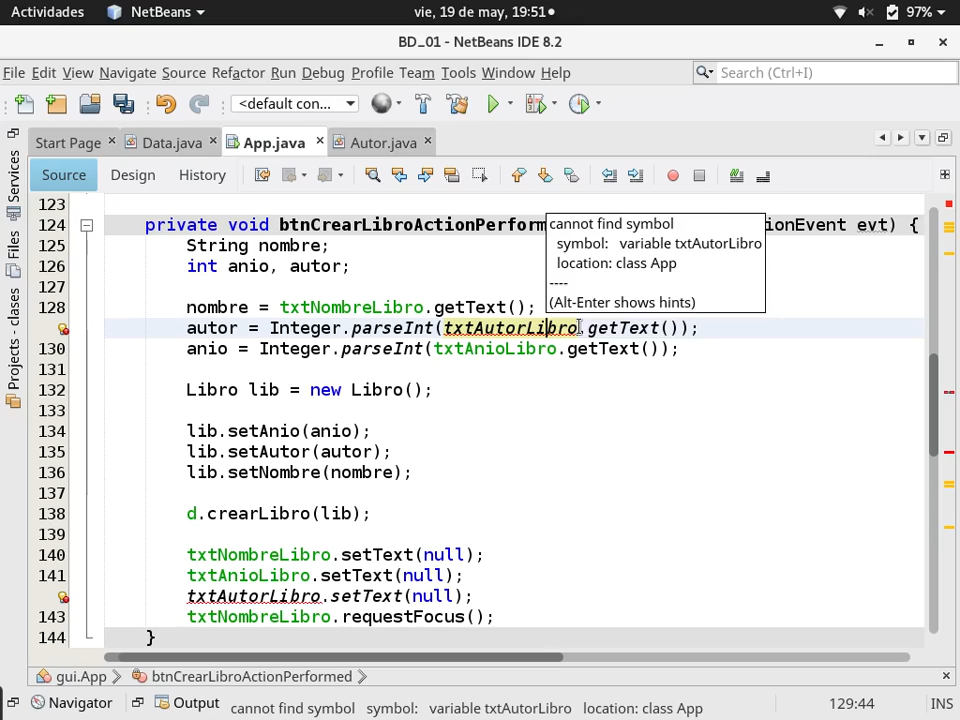 Actividades NetBeans vie, 19 de may, 19:51 97%
BD_01 - NetBeans IDE 8.2
File Edit View Navigate Source Refactor Run Debug Profile Team Tools Window Help Search (Ctrl+I)
<default con...
Start Page Data.java App.java Autor.java
Source Design History
Services
Files
Projects
Projects - clases
123
124 private void btnCrearLibroActionPerform ionEvent evt) {
125 String nombre;
126 int anio, autor;
127
128 nombre = txtNombreLibro.getText();
autor = Integer.parseInt(txtAutorLibro.getText());
130 anio = Integer.parseInt(txtAnioLibro.getText());
131
132 Libro lib = new Libro();
133
134 lib.setAnio(anio);
135 lib.setAutor(autor);
136 lib.setNombre(nombre);
137
138 d.crearLibro(lib);
139
140 txtNombreLibro.setText(null);
141 txtAnioLibro.setText(null);
txtAutorLibro.setText(null);
143 txtNombreLibro.requestFocus();
144 }
cannot find symbol
symbol: variable txtAutorLibro
location: class App
----
(Alt-Enter shows hints)
gui.App btnCrearLibroActionPerformed
Navigator Output cannot find symbol symbol: variable txtAutorLibro location: class App 129:44 INS